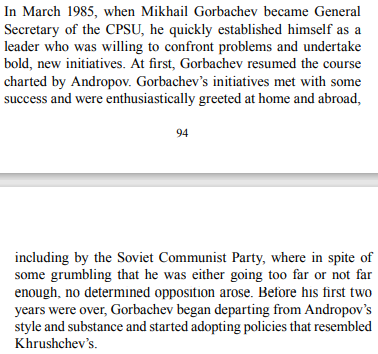 In March 1985, when Mikhail Gorbachev became General
Secretary of the CPSU, he quickly established himself as a
leader who was willing to confront problems and undertake
bold, new initiatives. At first, Gorbachev resumed the course
charted by Andropov. Gorbachev’s initiatives met with some
success and were enthusiastically greeted at home and abroad,
94
including by the Soviet Communist Party, where in spite of
some grumbling that he was either going too far or not far
enough, no determined opposition arose. Before his first two
years were over, Gorbachev began departing from Andropov’s
style and substance and started adopting policies that resembled
Khrushchev’s.